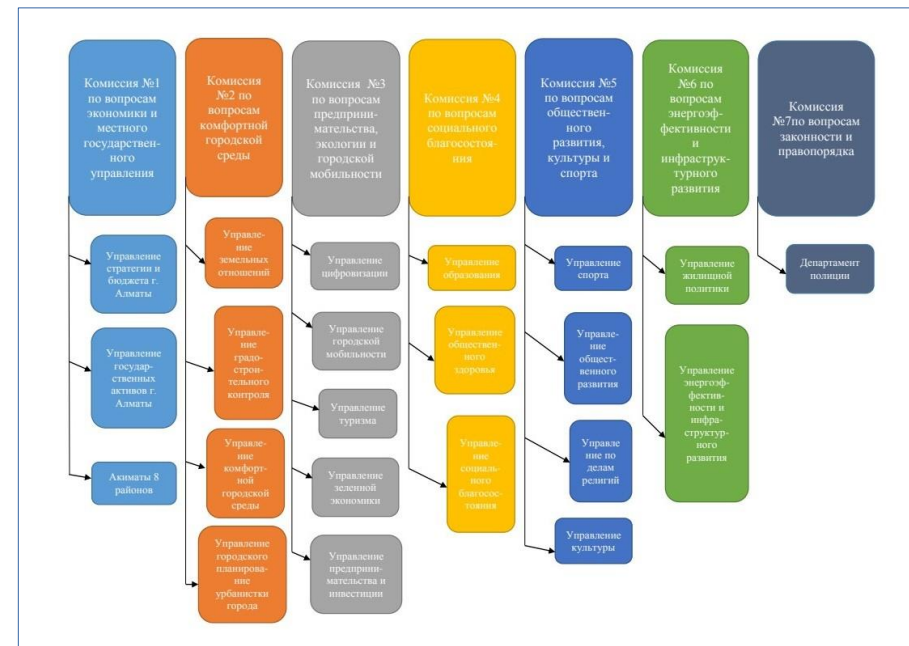 Комиссия №1
по вопросам
экономики и
местного
государствен-
ного
управления
Управление
стратегии и
бюджета г.
Алматы
Управление
государ-
ственных
активов г.
Алматы
Акиматы 8
районов
Комиссия
№2 по
вопросам
комфортной
городской
среды
Управле-
ние
земельных
отношений
Управле-
ние
градо-
строи-
тельного
контроля
Управле-
ние
комфорт-
ной
городской
среды
Управление
городского
планирова-
ние
урбанистки
города
Комиссия №3
по вопросам
предприни-
мательства,
экологии и
городской
мобильности
Управление
цифровизации
Управление
городской
мобильности
Управление
туризма
Управление
зеленной
экономики
Управление
предприни-
мательства и
инвестиции
Комиссия №4
по вопросам
социального
благосостоя-
ния
Управление
образования
Управление
обществен-
ного
здоровья
Управле-
ние
социаль-
ного
благосос-
тояния
Комиссия №5
по вопросам
обществен-
ного
развития,
культуры и
спорта
Управление
спорта
Управле-
ние
общест-
венного
развития
Управле-
ние по
делам
религий
Управление
культуры
Комиссия
№6 по
вопросам
энергоэф-
фективности
и
инфраструк-
турного
развития
Управление
жилищной
политики
Управление
энергоэф-
фектив-
ности и
инфра-
структур-
ного
развития
Комиссия
№7по вопросам
законности и
правопорядка
Департамент
полиции